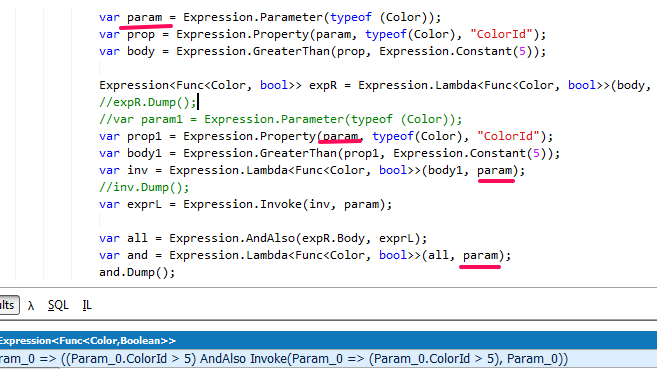 var param = Expression.Parameter(typeof (Color));
var prop = Expression.Property(param, typeof(Color), "ColorId");
var body = Expression.GreaterThan(prop, Expression.Constant(5));
Expression<Func<Color, bool>> expR = Expression.Lambda<Func<Color, bool>>(body,
//expR.Dump();
//var param1 = Expression.Parameter(typeof (Color));
var prop1 = Expression.Property(param, typeof(Color), "ColorId");
var body1 = Expression.GreaterThan(prop1, Expression.Constant(5));
var inv = Expression.Lambda<Func<Color, bool>>(body1, param);
//inv.Dump();
var exprL = Expression.Invoke(inv, param);
var all = Expression.AndAlso(expR.Body, exprL);
var and = Expression.Lambda<Func<Color, bool>>(all, param);
and.Dump();
ults λ SQL IL
Expression<Func<Color,Boolean>>
ram_0 => ((Param_0.ColorId > 5) AndAlso Invoke(Param_0 => (Param_0.ColorId > 5), Param_0))